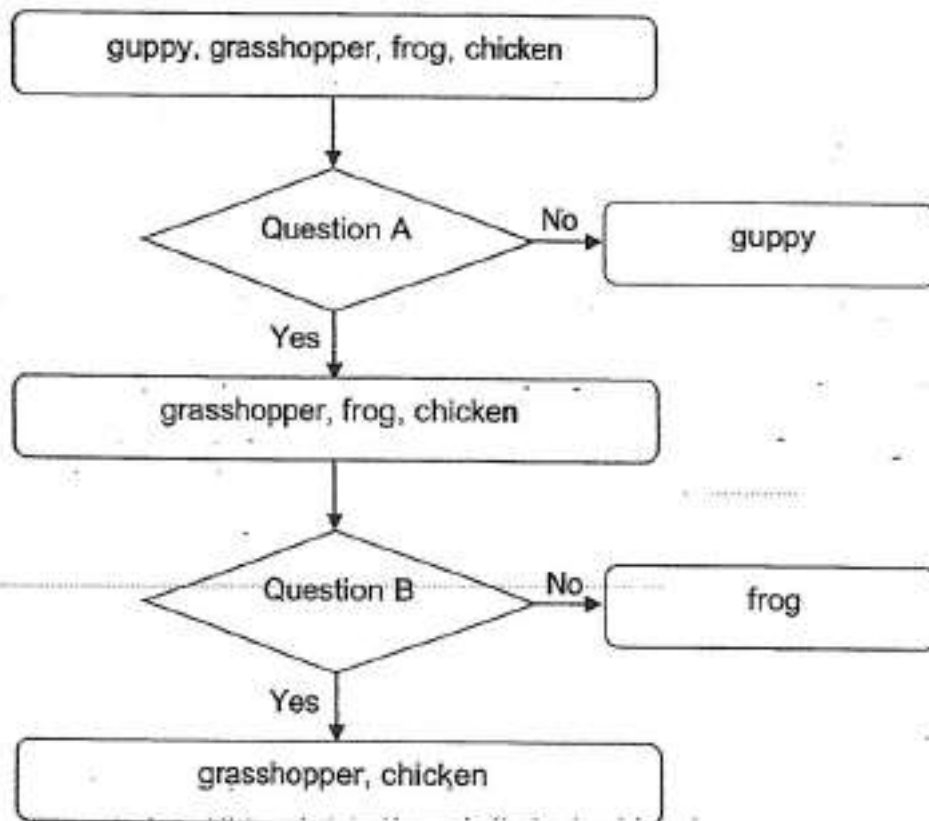 guppy, grasshopper, frog, chicken
Question A
No
guppy
Yes
grasshopper, frog, chicken
Question B
No
frog
Yes
grasshopper, chicken